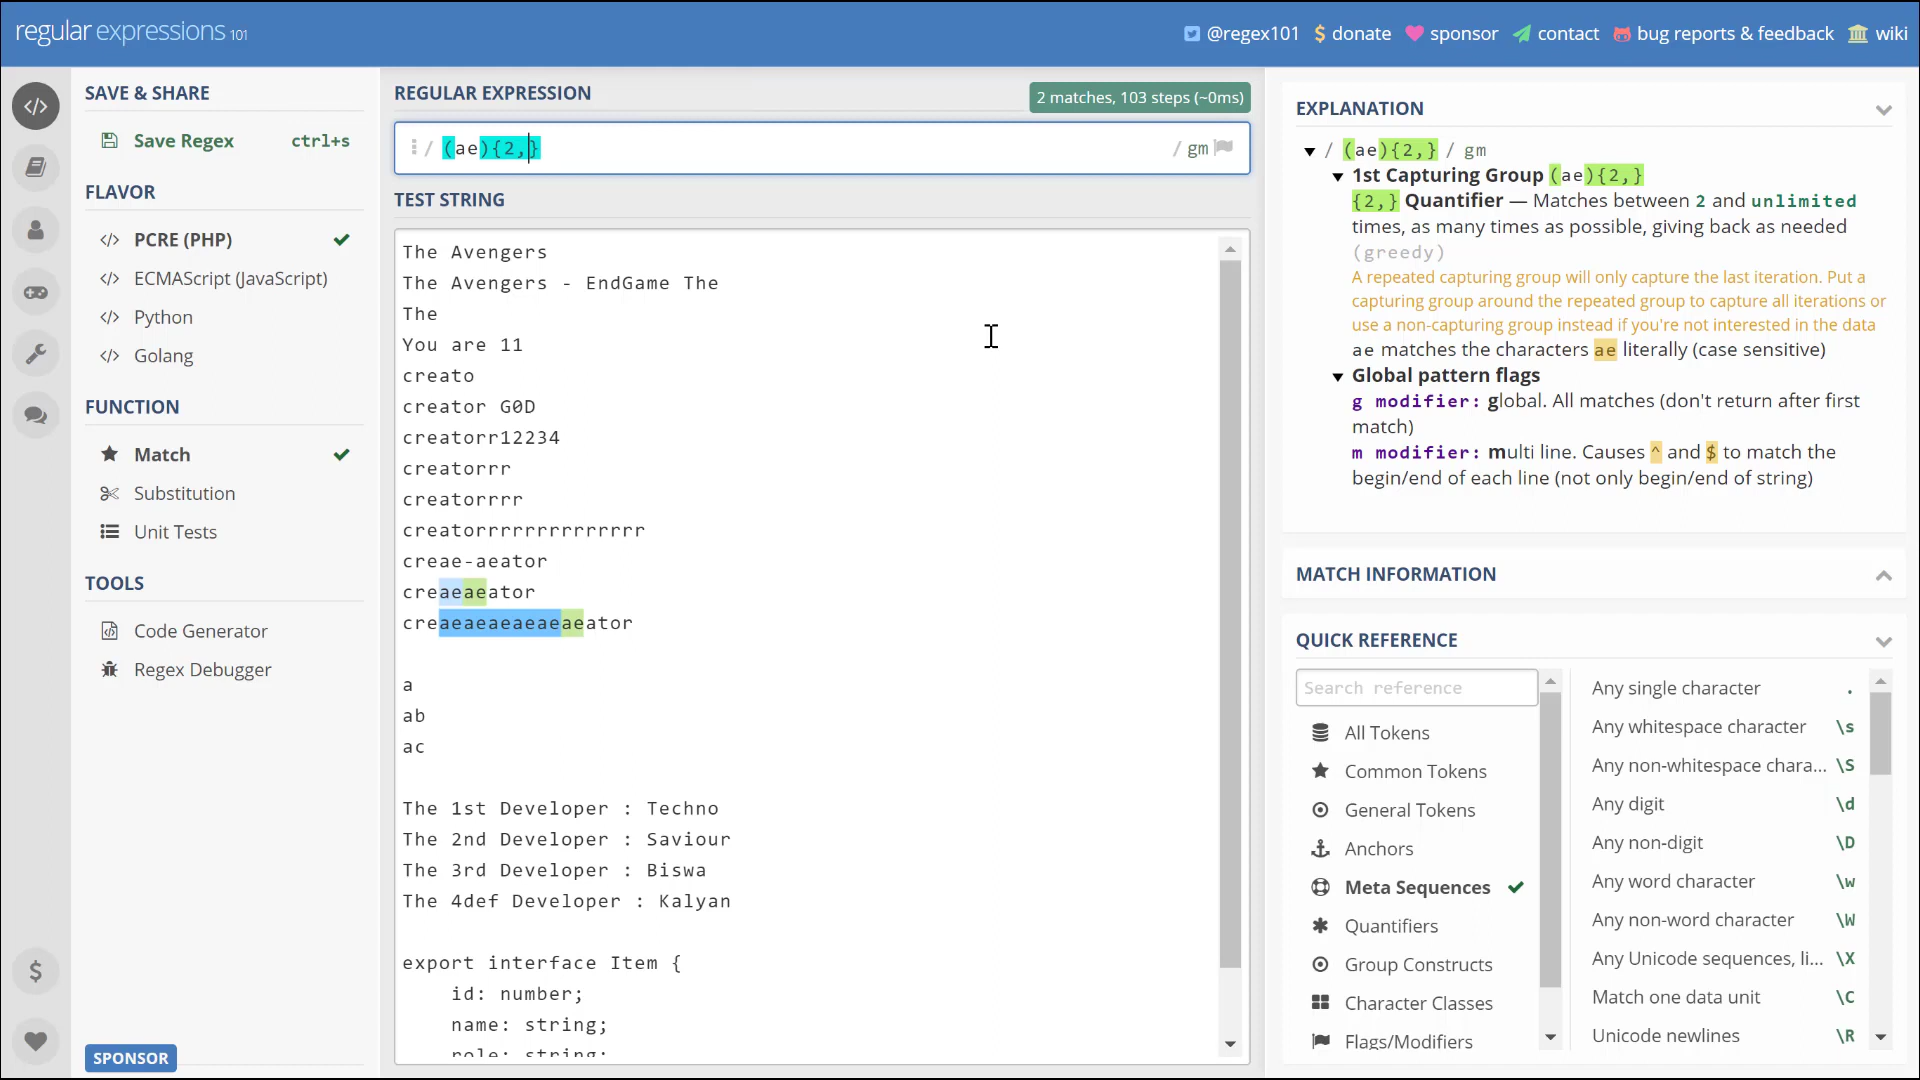 regular expressions 101
@regex101
donate
sponsor
contact
bug reports & feedback
wiki
SAVE & SHARE
Save Regex ctrl+s
FLAVOR
PCRE (PHP)
ECMAScript (JavaScript)
Python
Golang
FUNCTION
Match
Substitution
Unit Tests
TOOLS
Code Generator
Regex Debugger
SPONSOR
REGULAR EXPRESSION
2 matches, 103 steps (~0ms)
/ (ae){2,} / gm
TEST STRING
The Avengers
The Avengers - EndGame The
The
You are 11
creato
creator G0D
creatorr12234
creatorrr
creatorrrr
creatorrrrrrrrrrrrrr
creae-aeator
creaeaeator
creaeaeaeaeaeaeator
a
ab
ac
The 1st Developer : Techno
The 2nd Developer : Saviour
The 3rd Developer : Biswa
The 4def Developer : Kalyan
export interface Item {
id: number;
name: string;
role: string;
EXPLANATION
/ (ae){2,} / gm
1st Capturing Group (ae){2,}
{2,} Quantifier — Matches between 2 and unlimited
times, as many times as possible, giving back as needed
(greedy)
A repeated capturing group will only capture the last iteration. Put a
capturing group around the repeated group to capture all iterations or
use a non-capturing group instead if you're not interested in the data
ae matches the characters ae literally (case sensitive)
Global pattern flags
g modifier: global. All matches (don't return after first
match)
m modifier: multi line. Causes ^ and $ to match the
begin/end of each line (not only begin/end of string)
MATCH INFORMATION
QUICK REFERENCE
Search reference
All Tokens
Common Tokens
General Tokens
Anchors
Meta Sequences
Quantifiers
Group Constructs
Character Classes
Flags/Modifiers
Any single character .
Any whitespace character \s
Any non-whitespace chara... \S
Any digit \d
Any non-digit \D
Any word character \w
Any non-word character \W
Any Unicode sequences, li... \X
Match one data unit \C
Unicode newlines \R